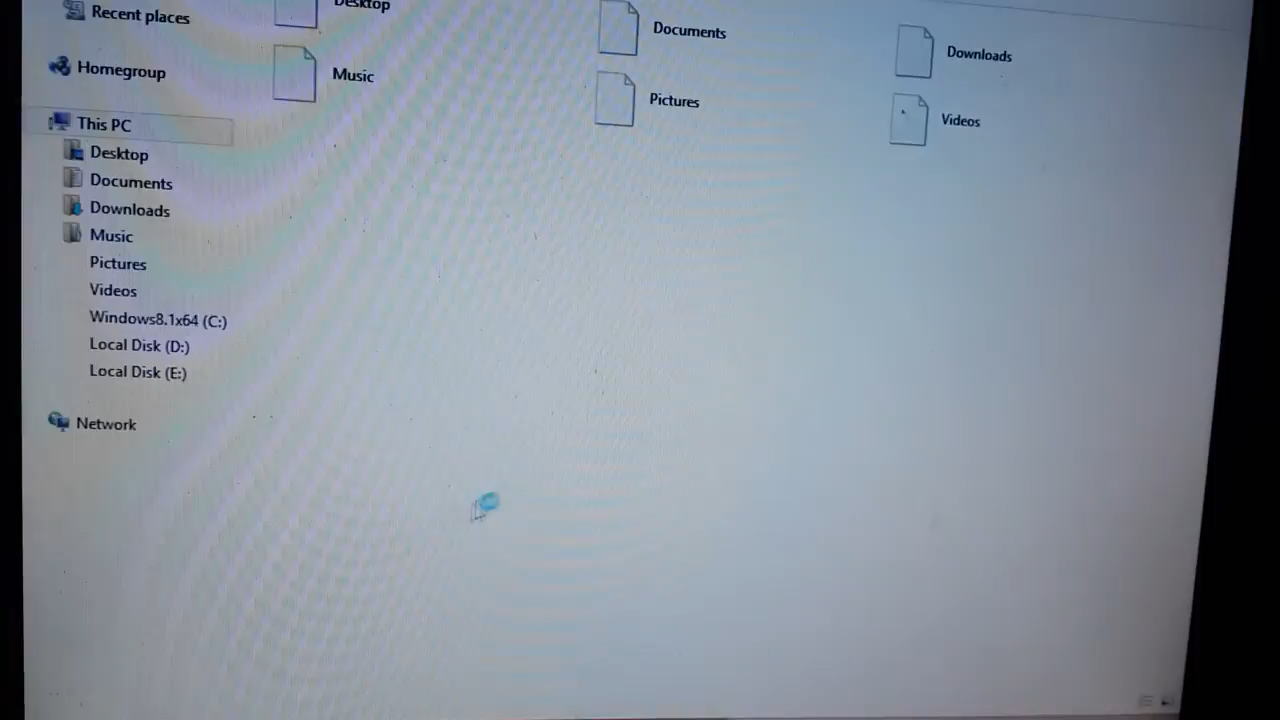 Recent places
Homegroup
This PC
Desktop
Documents
Downloads
Music
Pictures
Videos
Windows8.1x64 (C:)
Local Disk (D:)
Local Disk (E:)
Network
Desktop
Documents
Downloads
Music
Pictures
Videos